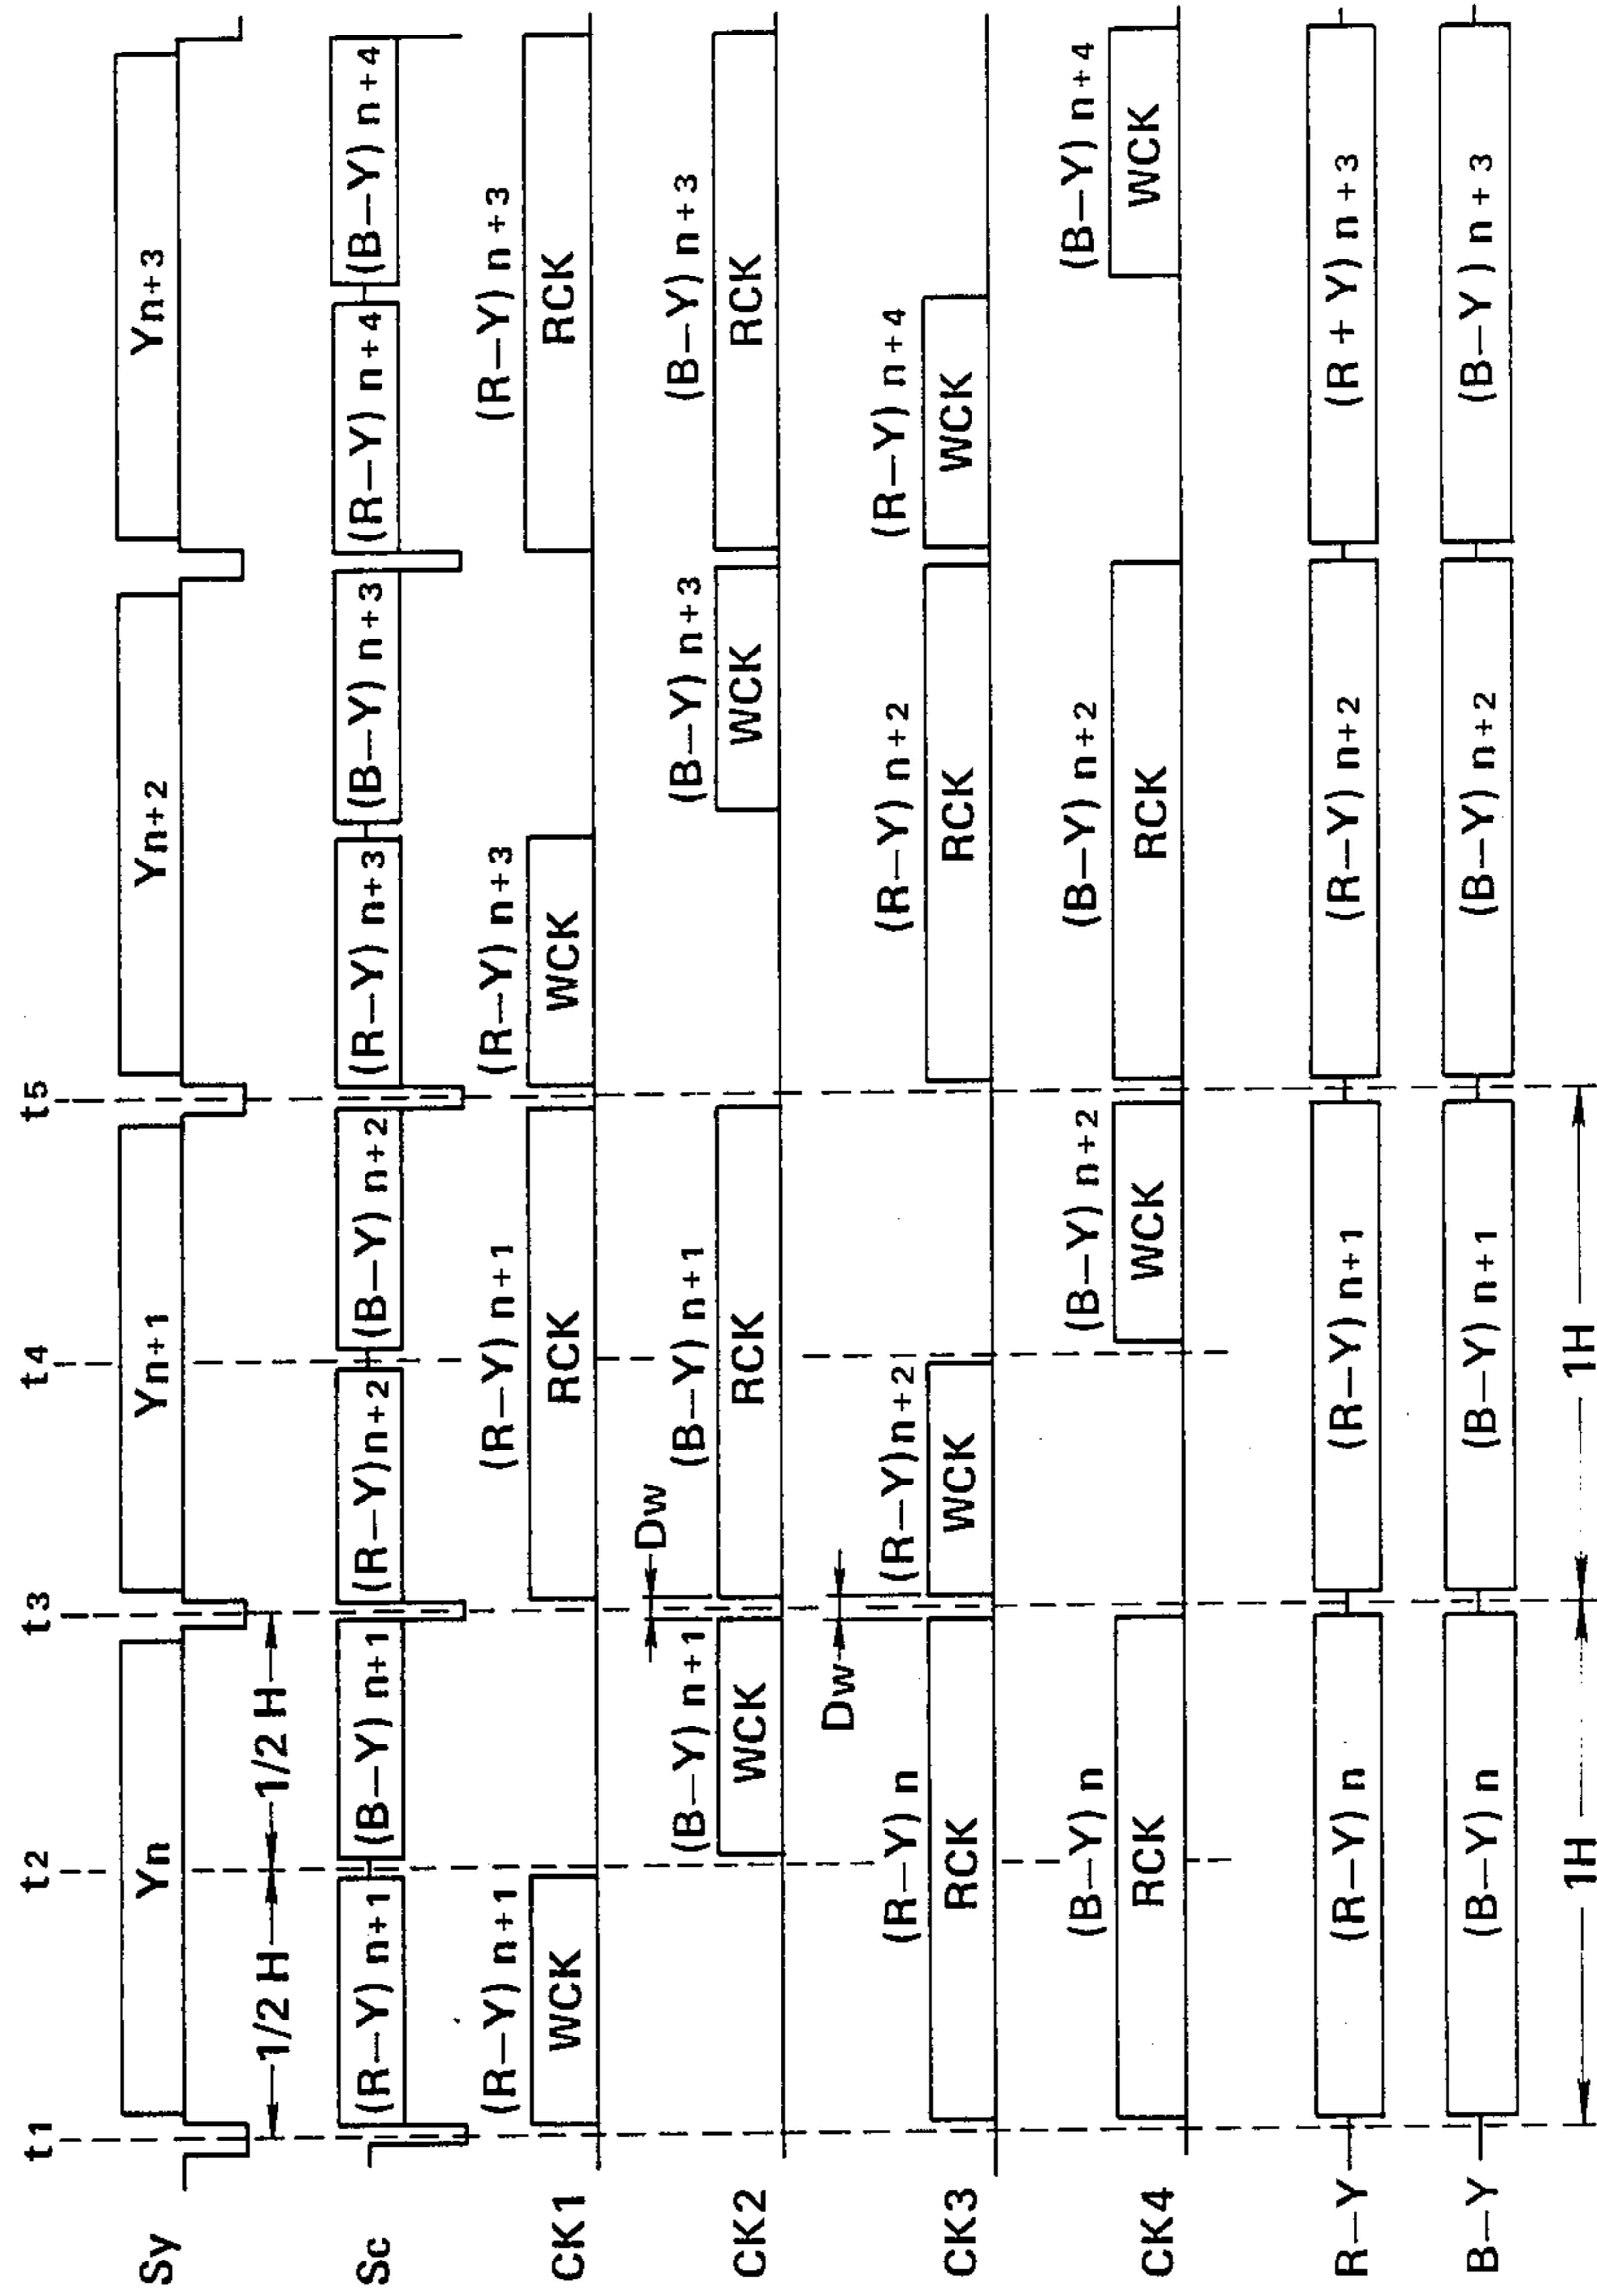 t1 t2 t3 t4 t5
Sy Yn Yn+1 Yn+2 Yn+3
1/2 H 1/2 H
Sc (R-Y) n+1 (B-Y) n+1 (R-Y) n+2 (B-Y) n+2 (R-Y) n+3 (B-Y) n+3 (R-Y) n+4 (B-Y) n+4
(R-Y) n+1 (R-Y) n+1 (R-Y) n+3 (R-Y) n+3
CK1 WCK RCK WCK RCK
Dw
(B-Y) n+1 (B-Y) n+1 (B-Y) n+3 (B-Y) n+3
CK2 WCK RCK WCK RCK
Dw
(R-Y) n (R-Y) n+2 (R-Y) n+2 (R-Y) n+4
CK3 RCK WCK RCK WCK
(B-Y) n (B-Y) n+2 (B-Y) n+2 (B-Y) n+4
CK4 RCK WCK RCK WCK
R-Y (R-Y) n (R-Y) n+1 (R-Y) n+2 (R+Y) n+3
B-Y (B-Y) n (B-Y) n+1 (B-Y) n+2 (B-Y) n+3
1H 1H